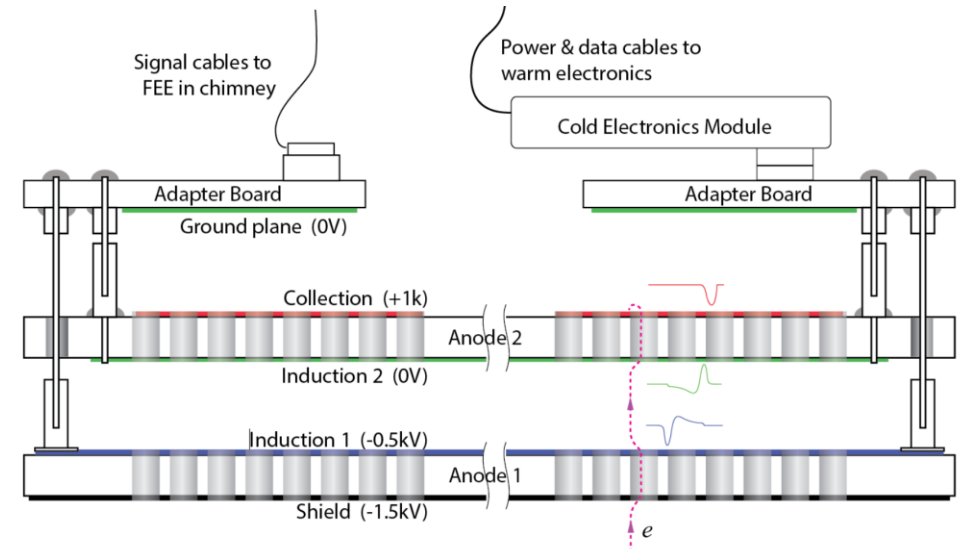 Signal cables to
FEE in chimney
Power & data cables to
warm electronics
Cold Electronics Module
Adapter Board
Adapter Board
Ground plane (0V)
Collection (+1k)
Anode 2
Induction 2 (0V)
Induction 1 (-0.5kV)
Anode 1
Shield (-1.5kV)
e